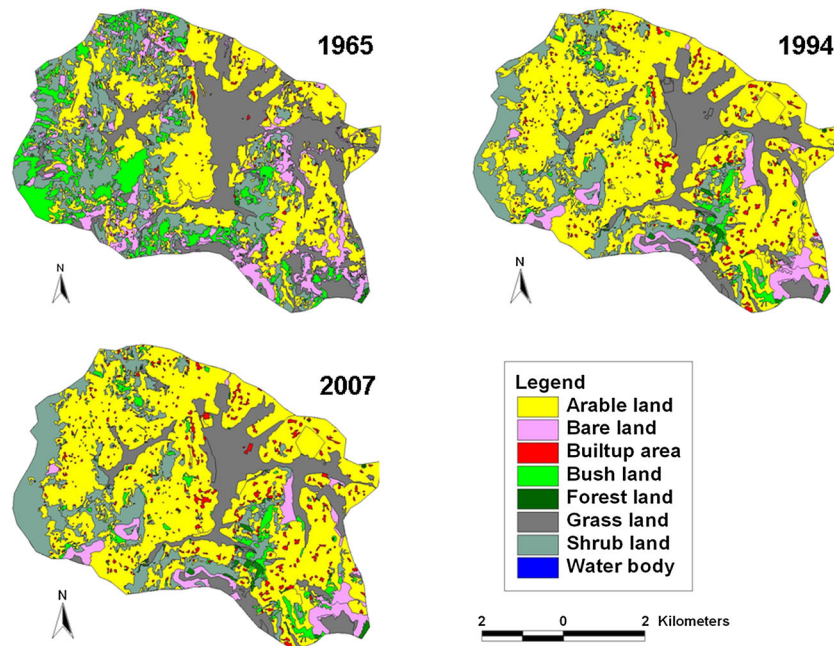 1965
1994
N
N
2007
N
Legend
Arable land
Bare land
Builtup area
Bush land
Forest land
Grass land
Shrub land
Water body
2 0 2 Kilometers